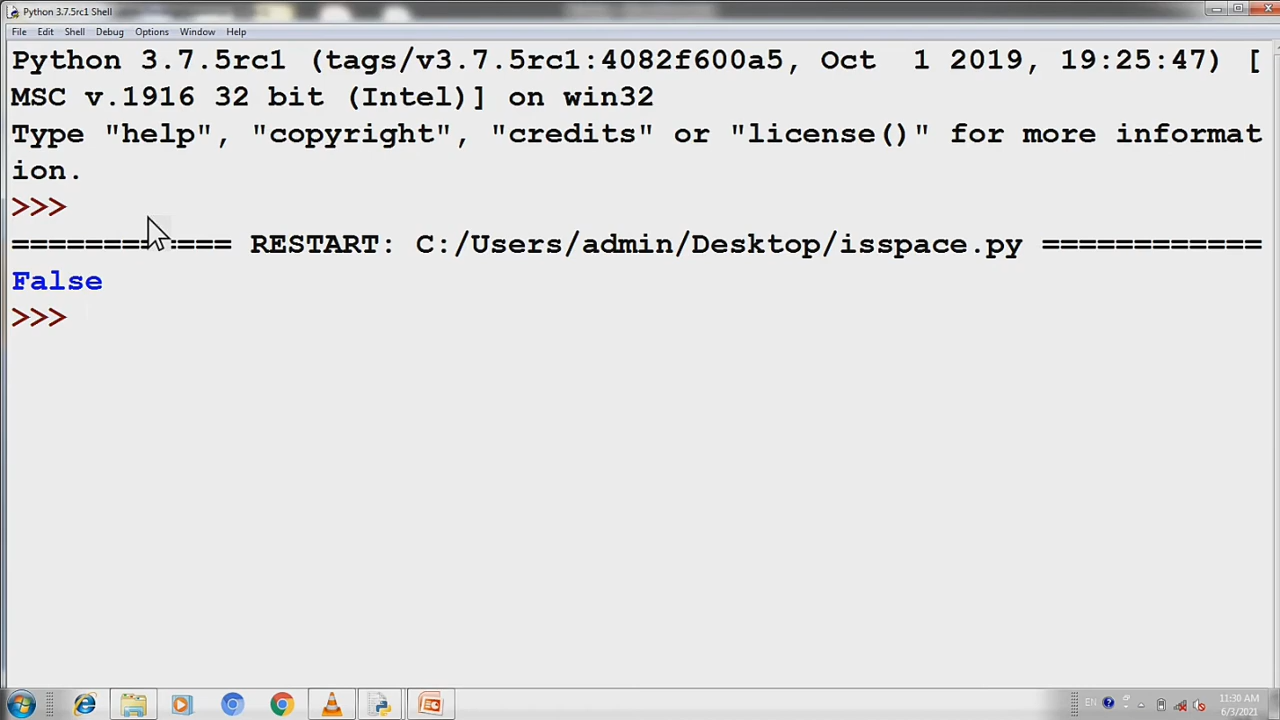 Python 3.7.5rc1 Shell
File Edit Shell Debug Options Window Help
Python 3.7.5rc1 (tags/v3.7.5rc1:4082f600a5, Oct  1 2019, 19:25:47) [
MSC v.1916 32 bit (Intel)] on win32
Type "help", "copyright", "credits" or "license()" for more informat
ion.
>>>
============ RESTART: C:/Users/admin/Desktop/isspace.py ============
False
>>>
EN
11:30 AM
6/3/2021